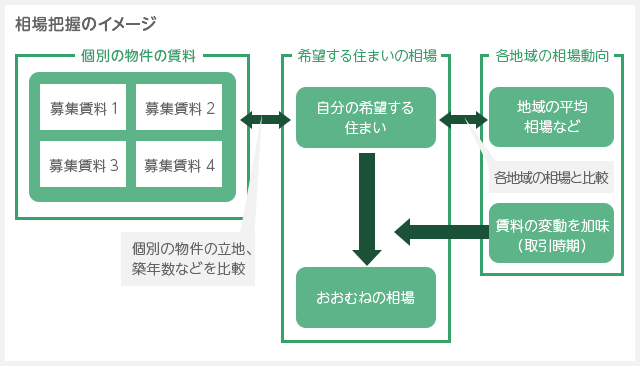 相場把握のイメージ
個別の物件の賃料
募集賃料 1
募集賃料 2
募集賃料 3
募集賃料 4
個別の物件の立地、
築年数などを比較
希望する住まいの相場
自分の希望する
住まい
おおむねの相場
各地域の相場動向
地域の平均
相場など
各地域の相場と比較
賃料の変動を加味
(取引時期)